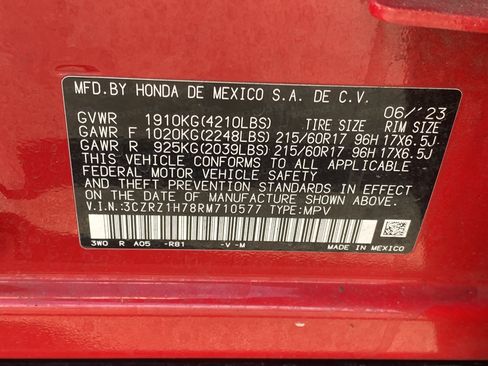 MFD.BY HONDA DE MEXICO S.A. DE C.V.
06/'23
GVWR 1910KG(4210LBS) TIRE SIZE RIM SIZE
GAWR F 1020KG(2248LBS) 215/60R17 96H 17X6.5J
GAWR R 925KG(2039LBS) 215/60R17 96H 17X6.5J
THIS VEHICLE CONFORMS TO ALL APPLICABLE
FEDERAL MOTOR VEHICLE SAFETY
AND THEFT PREVENTION STANDARDS IN EFFECT
ON THE DATE OF MANUFACTURE SHOWN ABOVE.
V.I.N.:3CZRZ1H78RM710577 TYPE:MPV
3W0 R A05 -R81 -V-M
MADE IN MEXICO